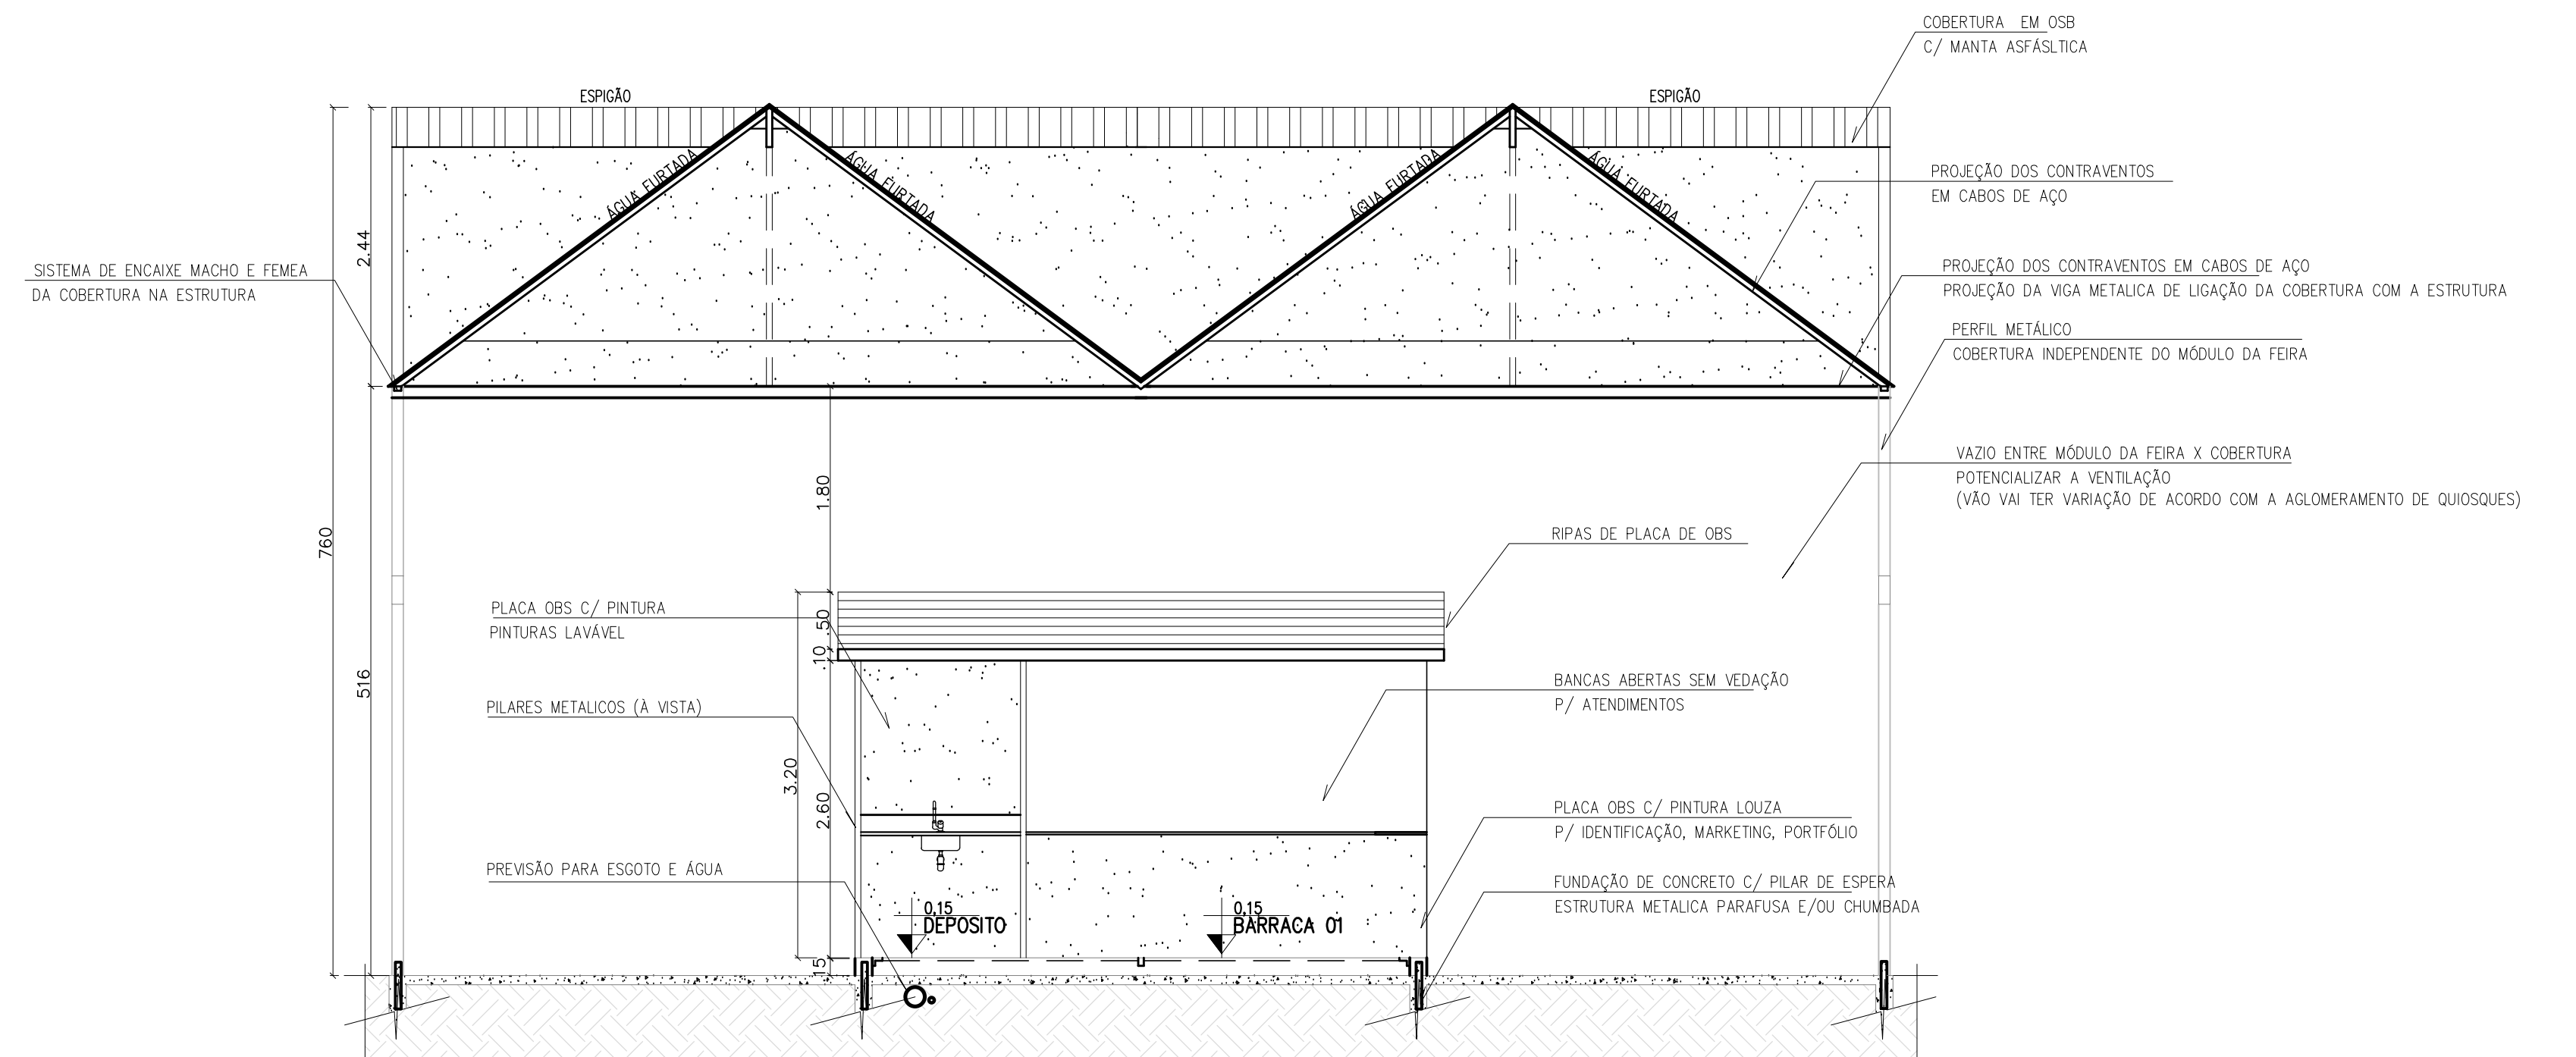 COBERTURA EM OSB
C/ MANTA ASFÁSLTICA
ESPIGÃO
ESPIGÃO
ÁGUA FURTADA
ÁGUA FURTADA
ÁGUA FURTADA
ÁGUA FURTADA
PROJEÇÃO DOS CONTRAVENTOS
EM CABOS DE AÇO
2.44
SISTEMA DE ENCAIXE MACHO E FEMEA
DA COBERTURA NA ESTRUTURA
PROJEÇÃO DOS CONTRAVENTOS EM CABOS DE AÇO
PROJEÇÃO DA VIGA METALICA DE LIGAÇÃO DA COBERTURA COM A ESTRUTURA
PERFIL METÁLICO
COBERTURA INDEPENDENTE DO MÓDULO DA FEIRA
VAZIO ENTRE MÓDULO DA FEIRA X COBERTURA
POTENCIALIZAR A VENTILAÇÃO
(VÃO VAI TER VARIAÇÃO DE ACORDO COM A AGLOMERAMENTO DE QUIOSQUES)
1.80
760
RIPAS DE PLACA DE OBS
PLACA OBS C/ PINTURA
PINTURAS LAVÁVEL
.50
.10
516
BANCAS ABERTAS SEM VEDAÇÃO
P/ ATENDIMENTOS
PILARES METALICOS (À VISTA)
3.20
2.60
PLACA OBS C/ PINTURA LOUZA
P/ IDENTIFICAÇÃO, MARKETING, PORTFÓLIO
PREVISÃO PARA ESGOTO E ÁGUA
FUNDAÇÃO DE CONCRETO C/ PILAR DE ESPERA
ESTRUTURA METALICA PARAFUSA E/OU CHUMBADA
0,15
DEPOSITO
0,15
BARRACA 01
.15